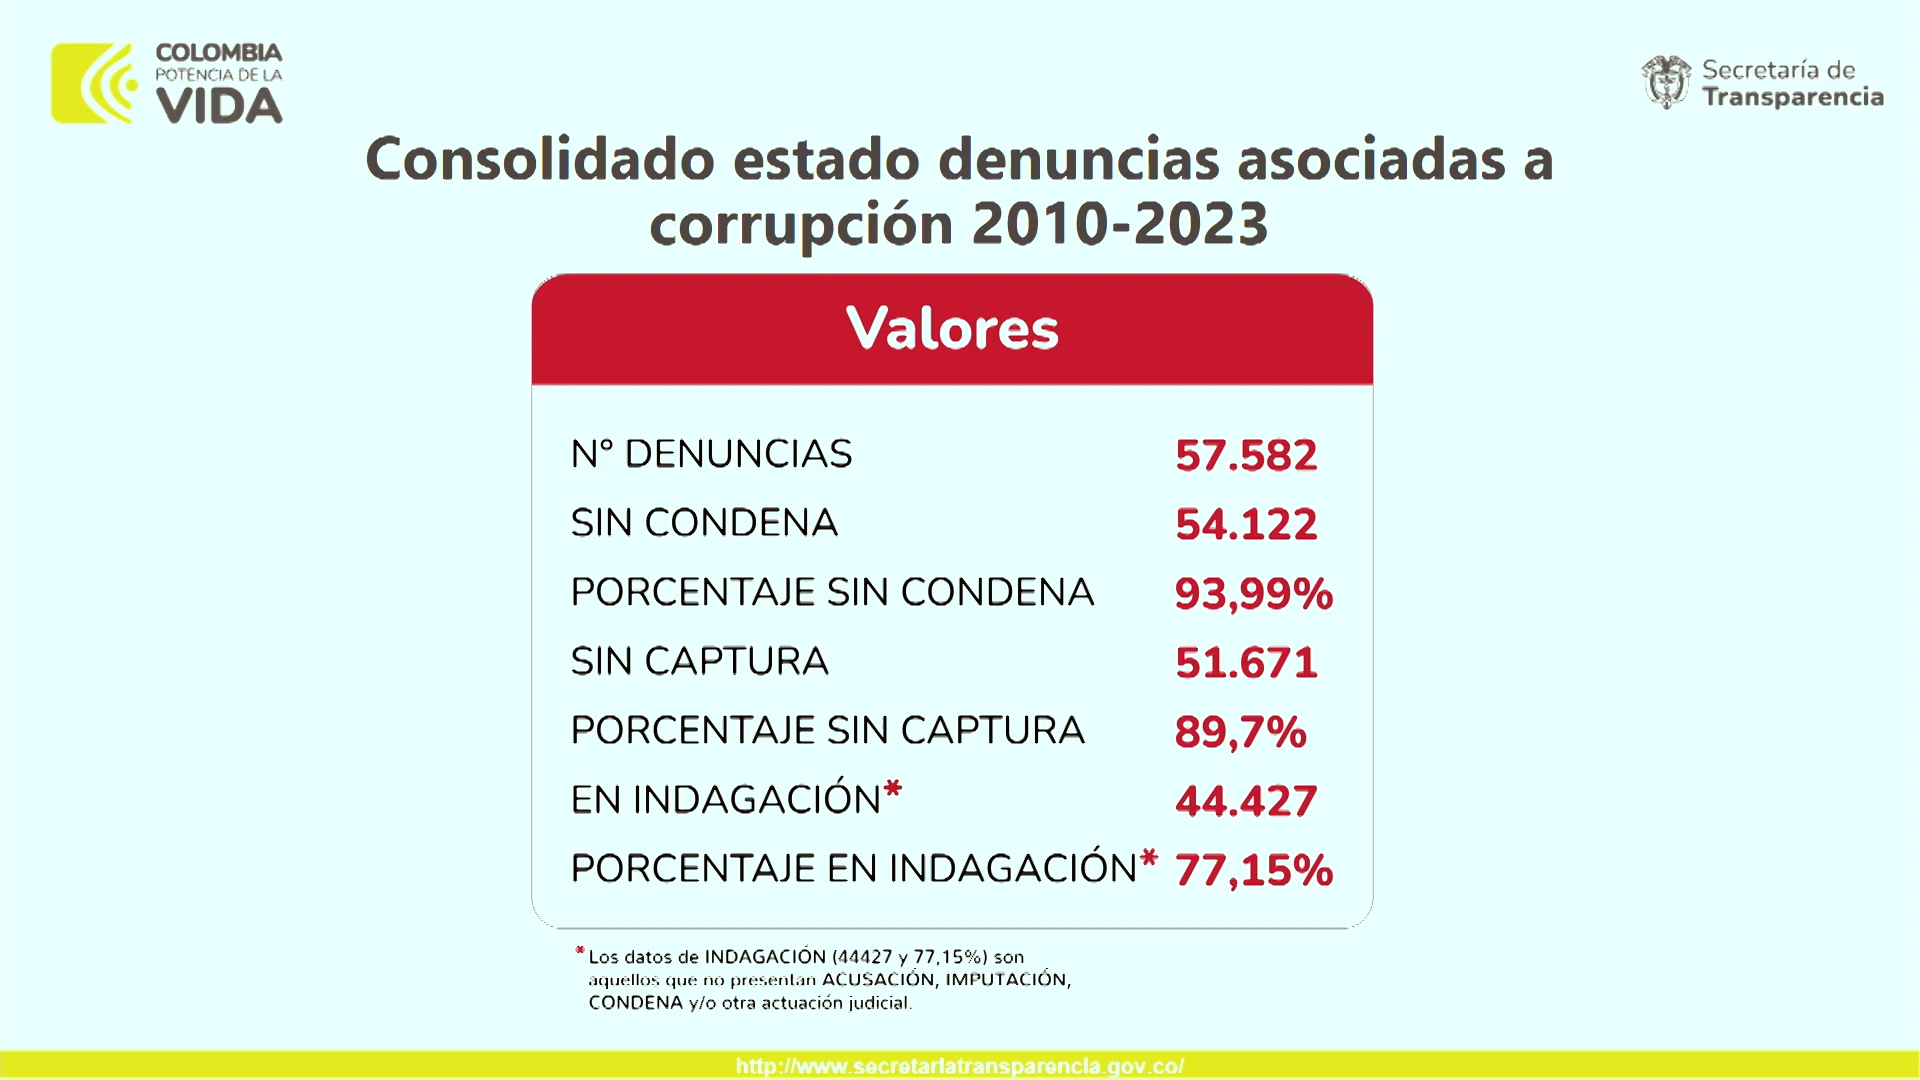 COLOMBIA
POTENCIA DE LA
VIDA
Secretaría de
Transparencia
Consolidado estado denuncias asociadas a
corrupción 2010-2023
Valores
N° DENUNCIAS 57.582
SIN CONDENA 54.122
PORCENTAJE SIN CONDENA 93,99%
SIN CAPTURA 51.671
PORCENTAJE SIN CAPTURA 89,7%
EN INDAGACIÓN* 44.427
PORCENTAJE EN INDAGACIÓN* 77,15%
* Los datos de INDAGACIÓN (44427 y 77,15%) son
aquellos que no presentan ACUSACIÓN, IMPUTACIÓN,
CONDENA y/o otra actuación judicial.
http://www.secretariatransparencia.gov.co/